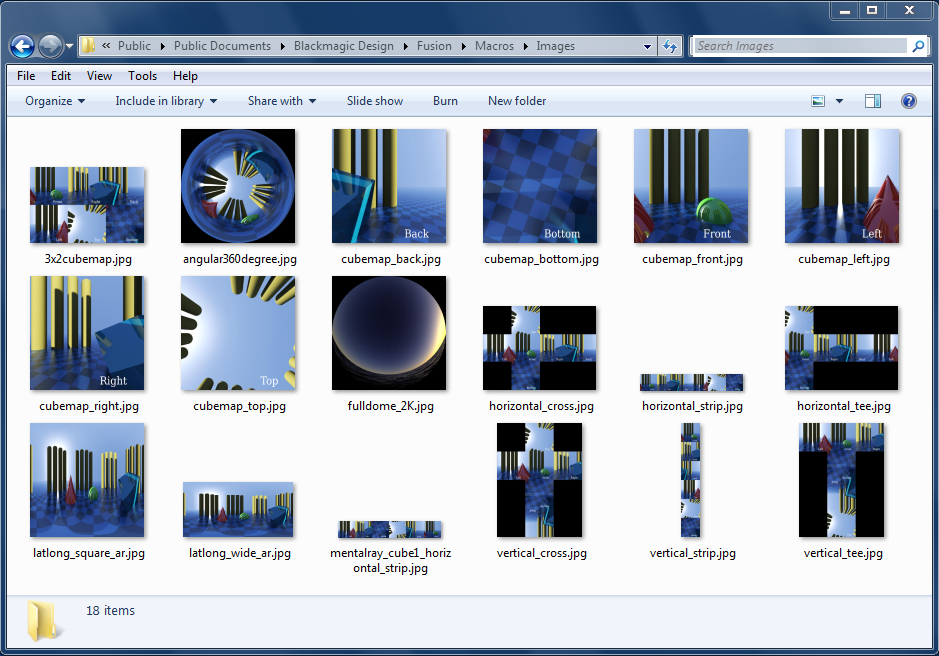 « Public ▸ Public Documents ▸ Blackmagic Design ▸ Fusion ▸ Macros ▸ Images
Search Images
File Edit View Tools Help
Organize Include in library Share with Slide show Burn New folder
Back Bottom Front Left
3x2cubemap.jpg angular360degree.jpg cubemap_back.jpg cubemap_bottom.jpg cubemap_front.jpg cubemap_left.jpg
Right Top
cubemap_right.jpg cubemap_top.jpg fulldome_2K.jpg horizontal_cross.jpg horizontal_strip.jpg horizontal_tee.jpg
latlong_square_ar.jpg latlong_wide_ar.jpg mentalray_cube1_horiz vertical_cross.jpg vertical_strip.jpg vertical_tee.jpg
ontal_strip.jpg
18 items